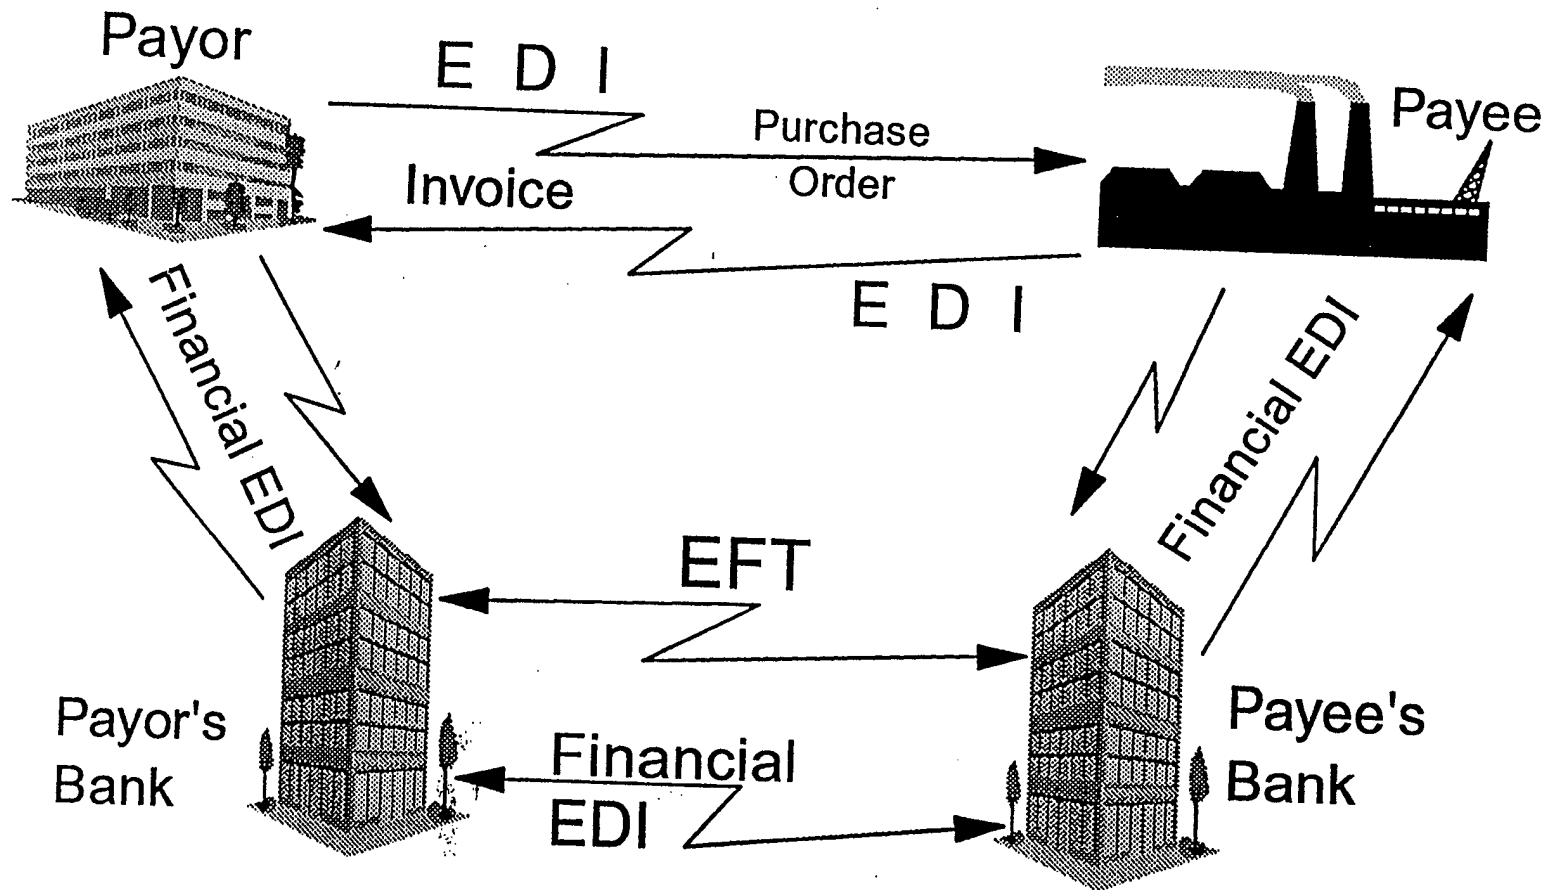 Payor
E D I
Payee
Purchase
Order
Invoice
E D I
Financial EDI
Financial EDI
EFT
Payor's
Bank
Financial
EDI
Payee's
Bank